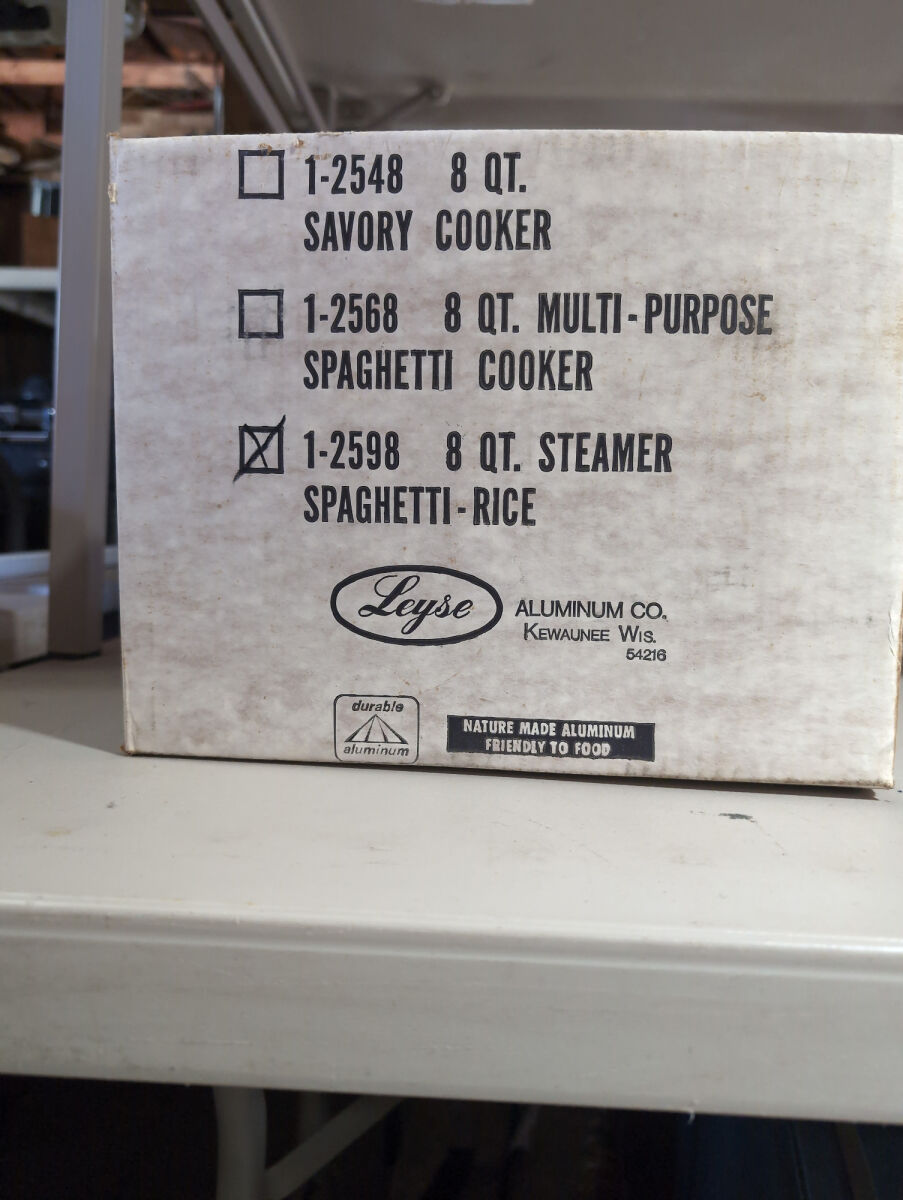 1-2548 8 QT.
SAVORY COOKER
1-2568 8 QT. MULTI-PURPOSE
SPAGHETTI COOKER
1-2598 8 QT. STEAMER
SPAGHETTI-RICE
Leyse ALUMINUM CO.
KEWAUNEE WIS.
54216
durable
aluminum
NATURE MADE ALUMINUM
FRIENDLY TO FOOD